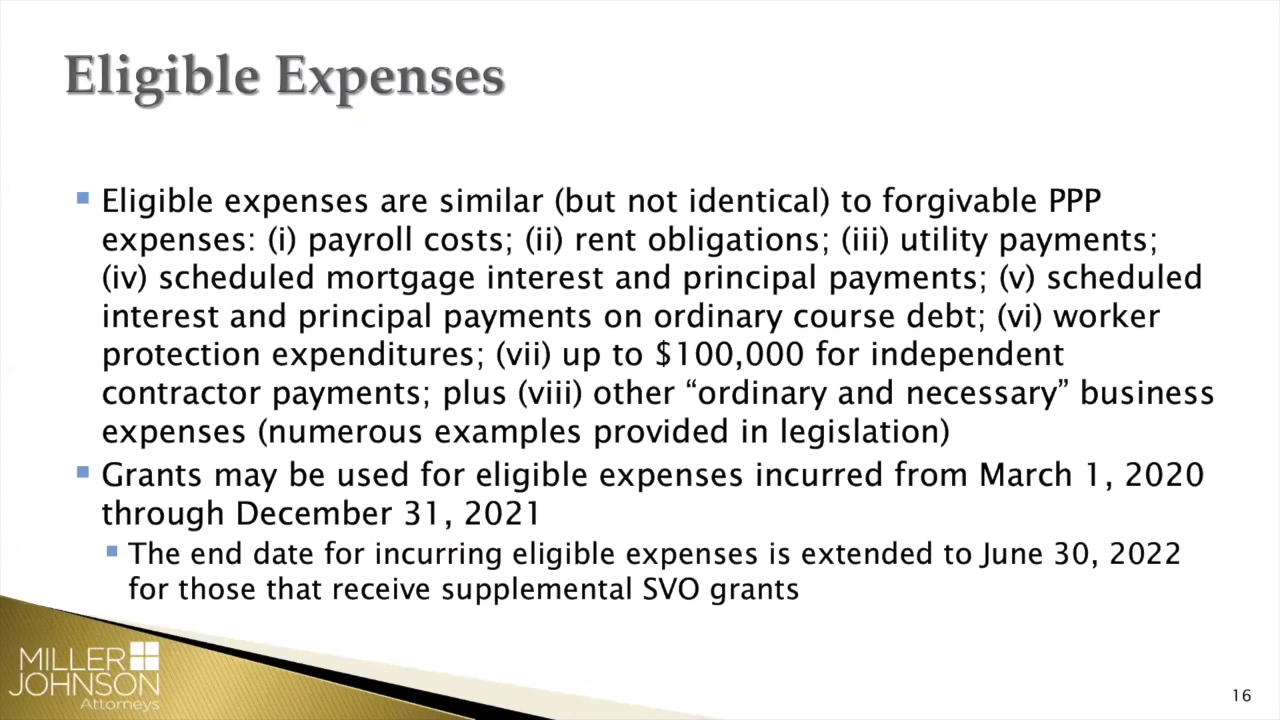 Eligible Expenses
▪ Eligible expenses are similar (but not identical) to forgivable PPP
expenses: (i) payroll costs; (ii) rent obligations; (iii) utility payments;
(iv) scheduled mortgage interest and principal payments; (v) scheduled
interest and principal payments on ordinary course debt; (vi) worker
protection expenditures; (vii) up to $100,000 for independent
contractor payments; plus (viii) other “ordinary and necessary” business
expenses (numerous examples provided in legislation)
▪ Grants may be used for eligible expenses incurred from March 1, 2020
through December 31, 2021
▪ The end date for incurring eligible expenses is extended to June 30, 2022
for those that receive supplemental SVO grants
MILLER
JOHNSON
Attorneys
16